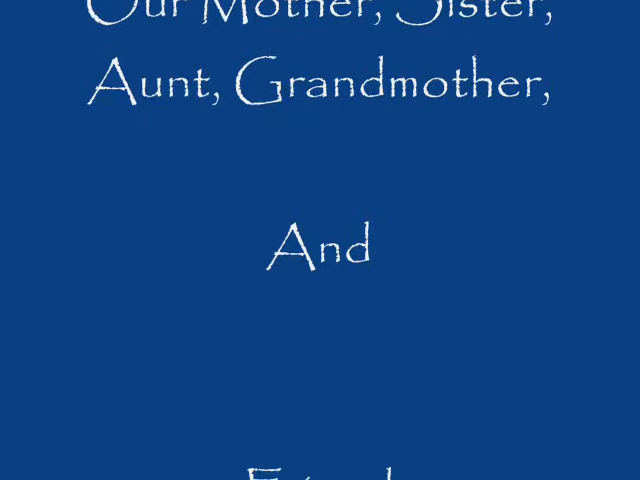 Our Mother, Sister,
Aunt, Grandmother,
And
Friend